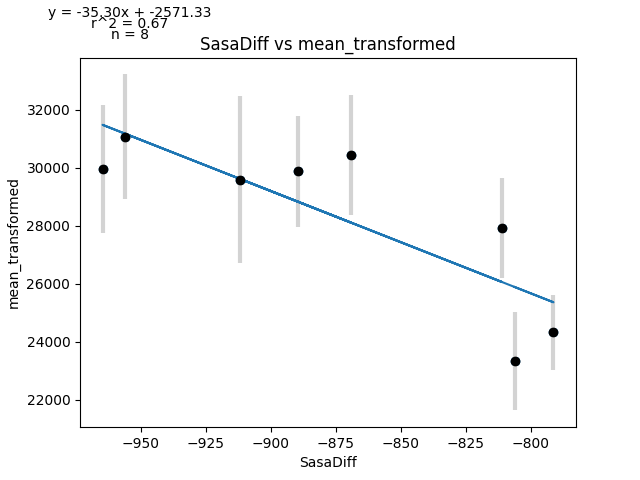 y = -35.30x + -2571.33
r^2 = 0.67
n = 8
SasaDiff vs mean_transformed
32000
30000
28000
26000
24000
22000
mean_transformed
−950 −925 −900 −875 −850 −825 −800
SasaDiff